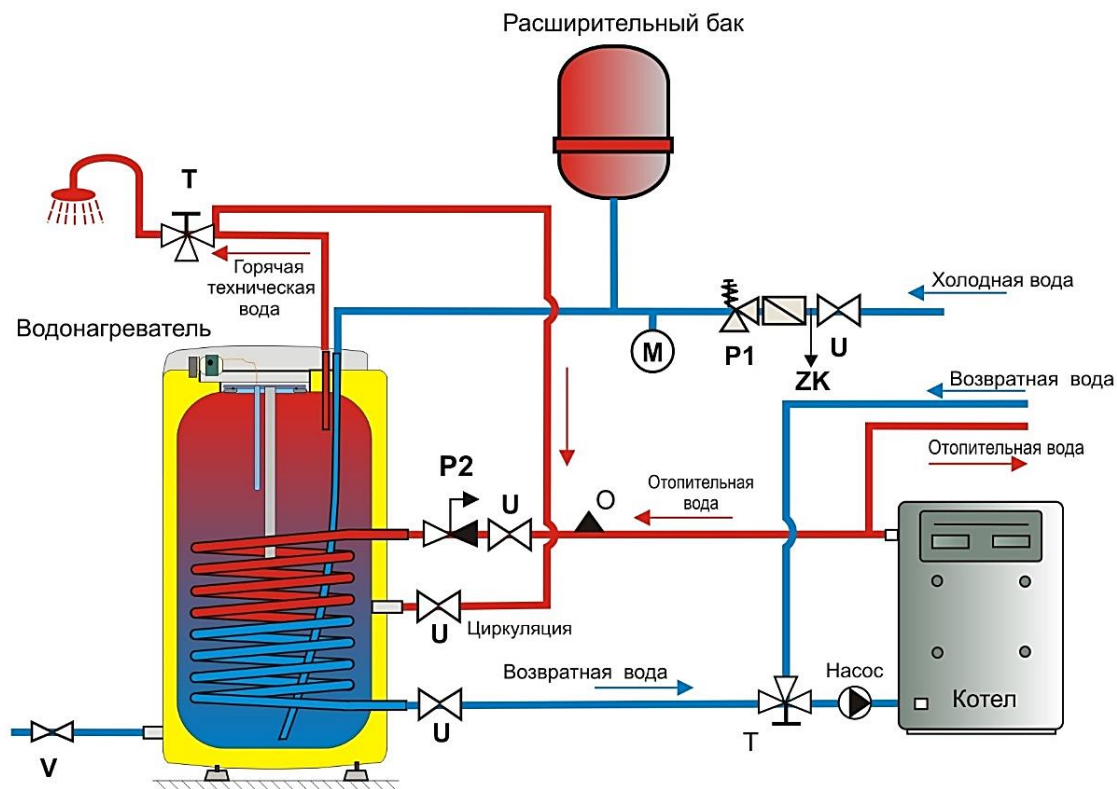 Расширительный бак
T
Горячая
техническая
вода
Водонагреватель
Холодная вода
M
P1
U
ZK
Возвратная вода
Отопительная вода
P2
U
O
Отопительная
вода
U
Циркуляция
Возвратная вода
Насос
Котел
U
T
V